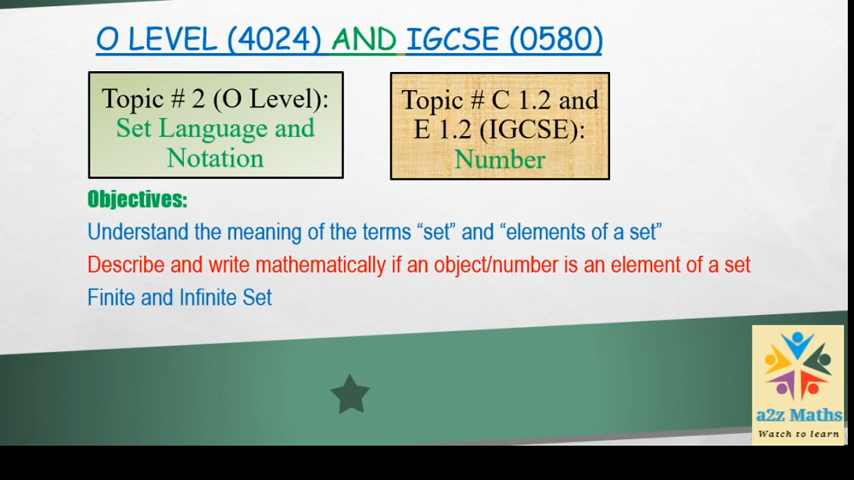 O LEVEL (4024) AND IGCSE (0580)
Topic # 2 (O Level):
Set Language and
Notation
Topic # C 1.2 and
E 1.2 (IGCSE):
Number
Objectives:
Understand the meaning of the terms “set” and “elements of a set”
Describe and write mathematically if an object/number is an element of a set
Finite and Infinite Set
a2z Maths
Watch to learn